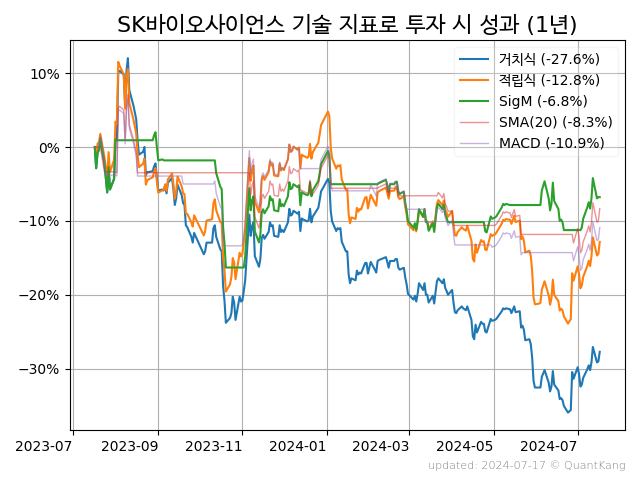 SK바이오사이언스 기술 지표로 투자 시 성과 (1년)
거치식 (-27.6%)
적립식 (-12.8%)
SigM (-6.8%)
SMA(20) (-8.3%)
MACD (-10.9%)
10%
0%
−10%
−20%
−30%
2023-07 2023-09 2023-11 2024-01 2024-03 2024-05 2024-07
updated: 2024-07-17 © QuantKang